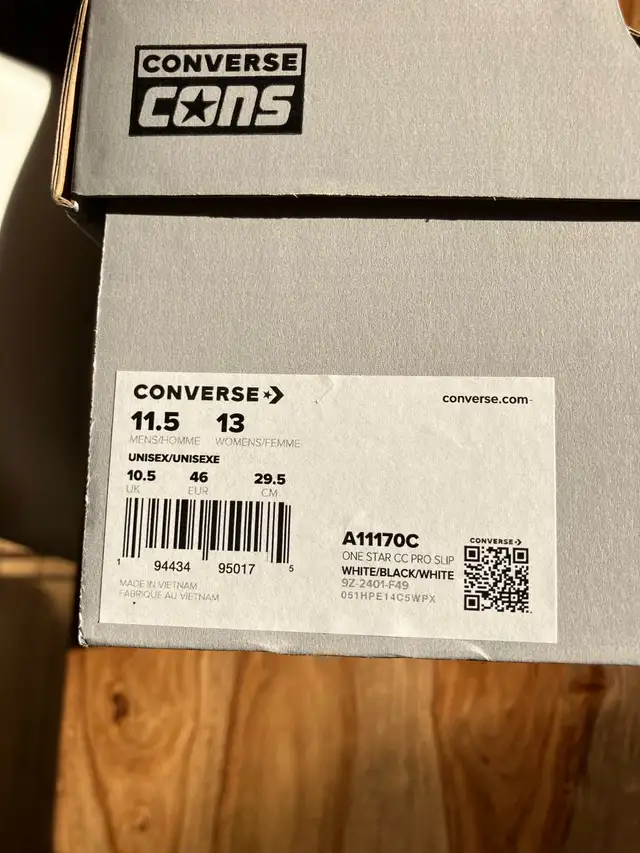 CONVERSE
CONS
CONVERSE
converse.com
11.5 13
MENS/HOMME WOMENS/FEMME
UNISEX/UNISEXE
10.5 46 29.5
UK EUR CM
1 94434 95017 5
MADE IN VIETNAM
FABRIQUE AU VIETNAM
A11170C
ONE STAR CC PRO SLIP
WHITE/BLACK/WHITE
9Z-2401-F49
051HPE14C5WPX
CONVERSE